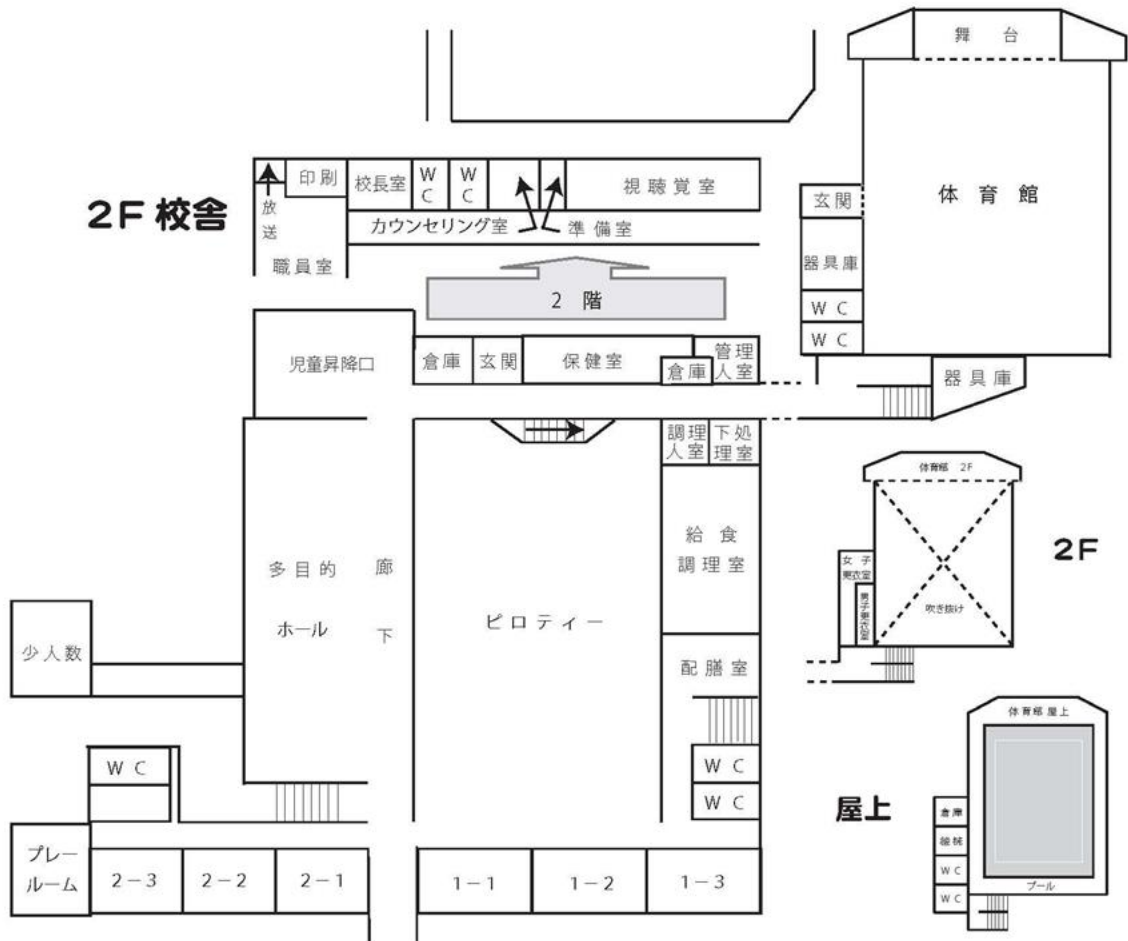 舞 台
体 育 館
玄関
器具庫
W C
W C
器 具 庫
2F 校舎
印刷
放送
職員室
校長室
WC
WC
視 聴 覚 室
カウンセリング室
準備室
2 階
児童昇降口
倉庫
玄関
保健室
倉庫
管理人室
調理人室
下処理室
給 食
調理室
配膳室
W C
W C
多目的
ホール
廊下
ピロティー
少人数
W C
プレー
ルーム
2-3
2-2
2-1
1-1
1-2
1-3
体育館 2F
2F
女 子
更衣室
男子更衣室
吹き抜け
体育館 屋上
屋上
倉庫
機械
W C
W C
プール